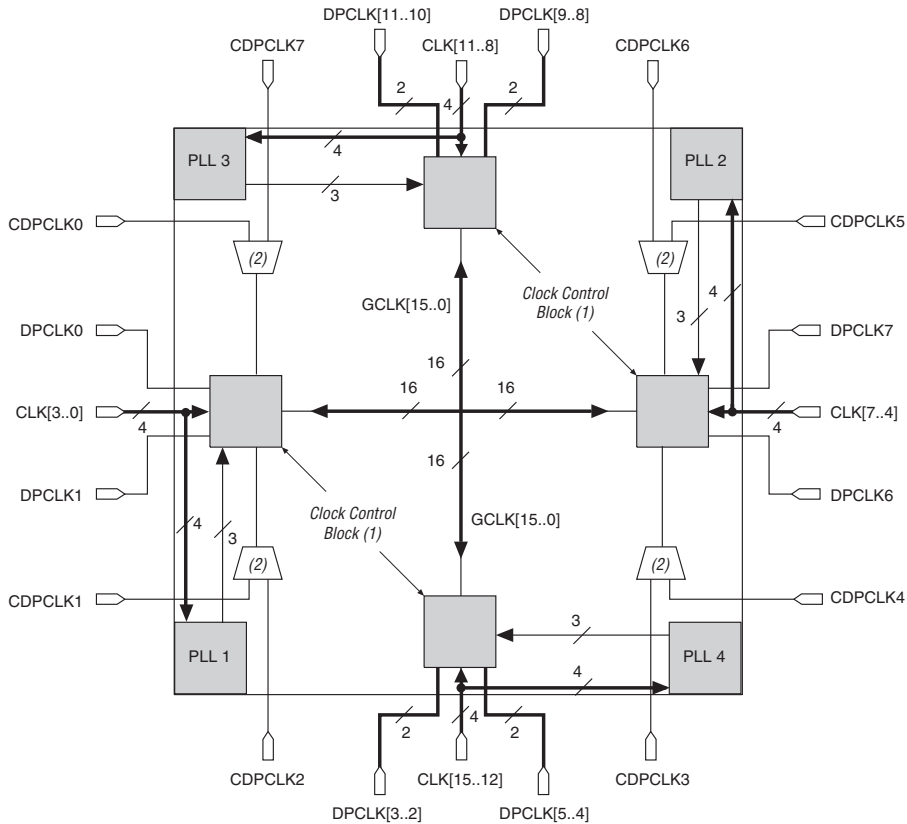 DPCLK[11..10]
DPCLK[9..8]
CDPCLK7
CLK[11..8]
CDPCLK6
2
4
2
PLL 3
4
PLL 2
3
CDPCLK0
CDPCLK5
(2)
(2)
GCLK[15..0]
Clock Control
Block (1)
4
3
DPCLK0
DPCLK7
16
16
16
CLK[3..0]
4
CLK[7..4]
4
16
DPCLK1
DPCLK6
4
3
Clock Control
Block (1)
GCLK[15..0]
(2)
(2)
CDPCLK1
CDPCLK4
3
PLL 1
PLL 4
4
2
4
2
CDPCLK2
CLK[15..12]
CDPCLK3
DPCLK[3..2]
DPCLK[5..4]